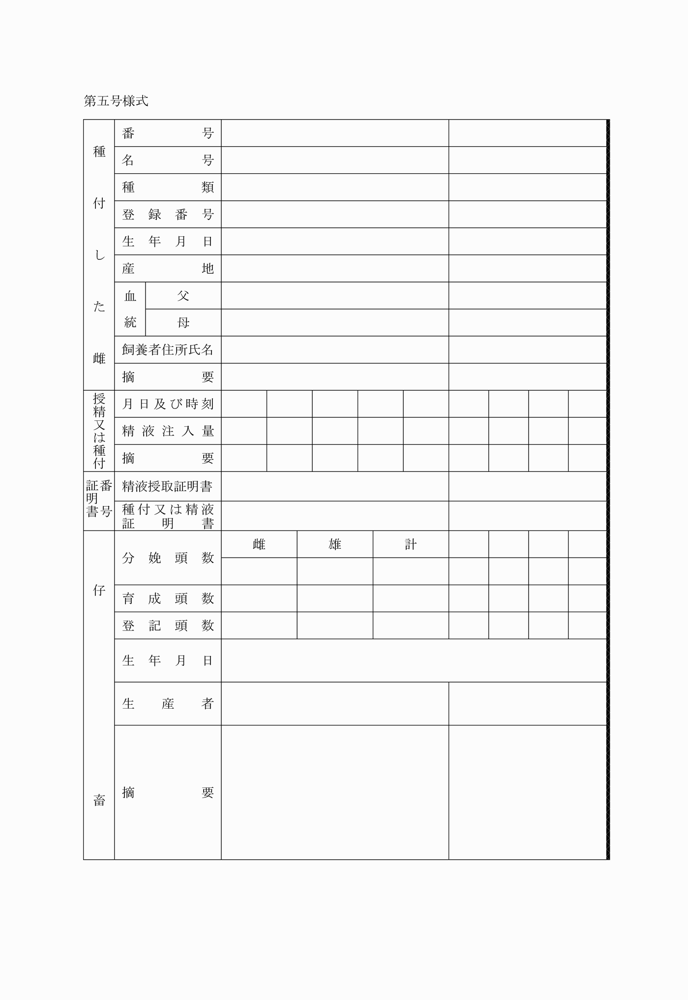 第五号様式
種付した雌
番号
名号
種類
登録番号
生年月日
産地
血統
父
母
飼養者住所氏名
摘要
授精又は種付
月日及び時刻
精液注入量
摘要
証明書番号
精液授取証明書
種付又は精液
証明書
仔畜
分娩頭数
雌 雄 計
育成頭数
登記頭数
生年月日
生産者
摘要